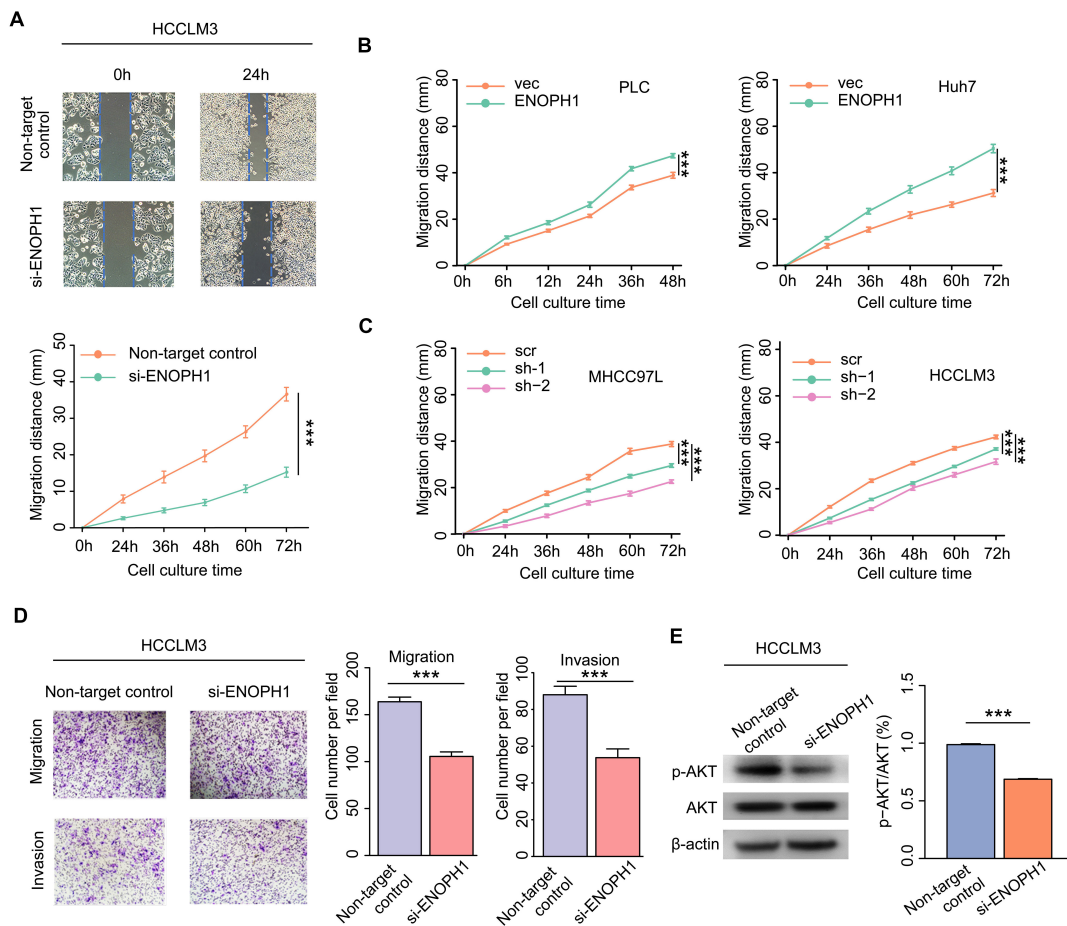 A
HCCLM3
0h 24h
Non-target
control
si-ENOPH1
Migration distance (mm)
50
40
30
20
10
0
Non-target control
si-ENOPH1
***
0h 24h 36h 48h 60h 72h
Cell culture time
B
Migration distance (mm)
80
60
40
20
0
vec
ENOPH1
PLC
***
0h 6h 12h 24h 36h 48h
Cell culture time
Migration distance (mm)
80
60
40
20
0
vec
ENOPH1
Huh7
***
0h 24h 36h 48h 60h 72h
Cell culture time
C
Migration distance (mm)
80
60
40
20
0
scr
sh-1
sh−2
MHCC97L
***
***
0h 24h 36h 48h 60h 72h
Cell culture time
Migration distance (mm)
80
60
40
20
0
scr
sh−1
sh−2
HCCLM3
***
***
0h 24h 36h 48h 60h 72h
Cell culture time
D
HCCLM3
Non-target control si-ENOPH1
Migration
Invasion
Cell number per field
200
150
100
50
0
Migration
***
Non-target
control
si-ENOPH1
Cell number per field
100
80
60
40
20
0
Invasion
***
Non-target
control
si-ENOPH1
E
HCCLM3
Non-target
control
si-ENOPH1
p-AKT
AKT
β-actin
p−AKT/AKT (%)
1.5
1.0
0.5
0.0
***
Non-target
control
si-ENOPH1